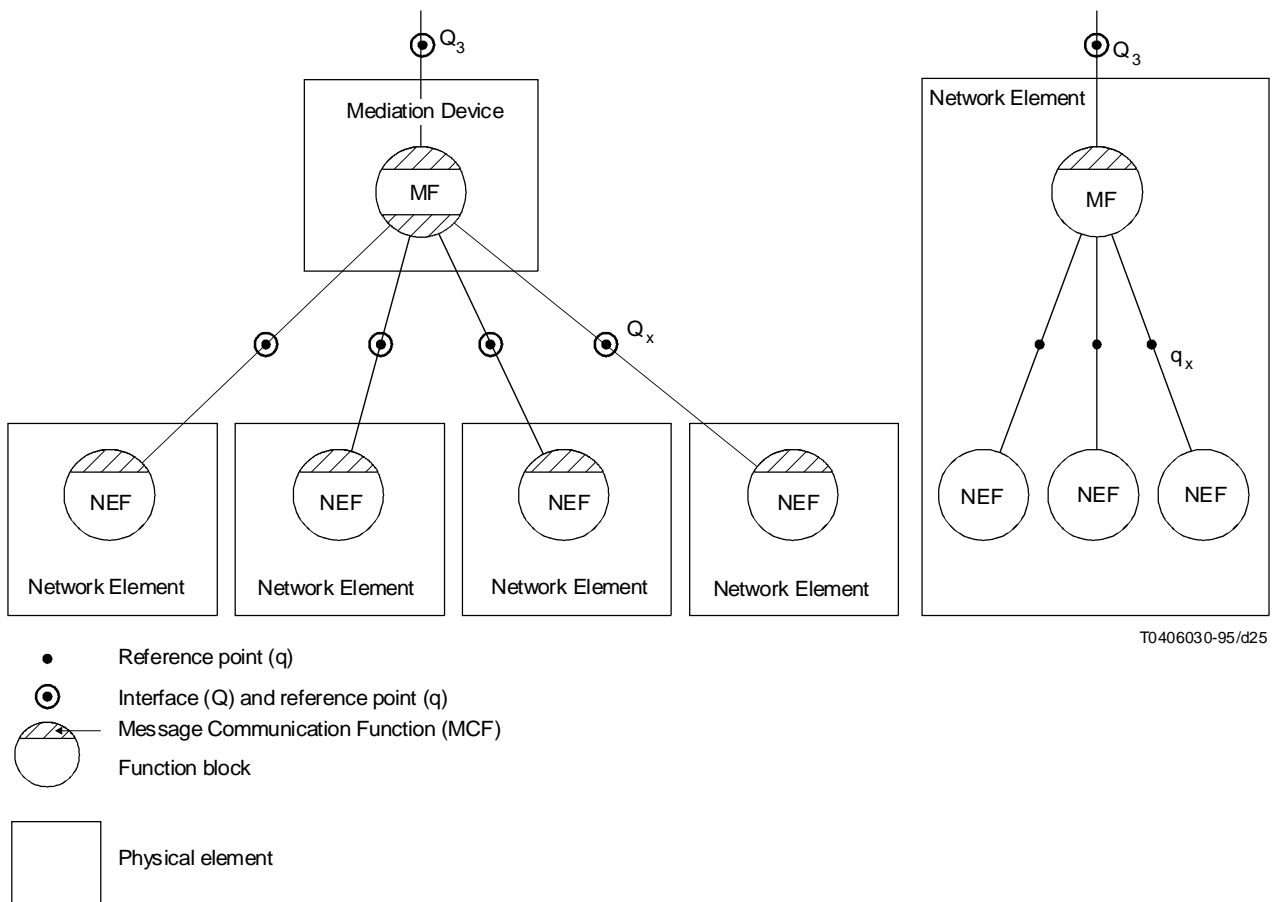 Q3
Q3
Mediation Device
Network Element
MF
MF
Qx
qx
NEF
NEF
NEF
NEF
NEF
NEF
NEF
Network Element
Network Element
Network Element
Network Element
T0406030-95/d25
Reference point (q)
Interface (Q) and reference point (q)
Message Communication Function (MCF)
Function block
Physical element